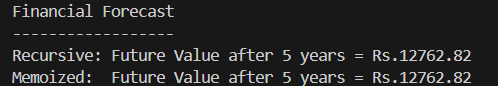 Financial Forecast
------------------
Recursive: Future Value after 5 years = Rs.12762.82
Memoized:  Future Value after 5 years = Rs.12762.82